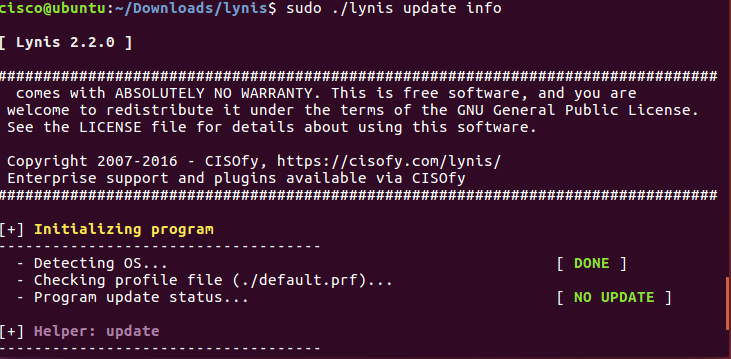 cisco@ubuntu:~/Downloads/lynis$ sudo ./lynis update info
[ Lynis 2.2.0 ]
################################################################################
comes with ABSOLUTELY NO WARRANTY. This is free software, and you are
welcome to redistribute it under the terms of the GNU General Public License.
See the LICENSE file for details about using this software.
Copyright 2007-2016 - CISOfy, https://cisofy.com/lynis/
Enterprise support and plugins available via CISOfy
################################################################################
[+] Initializing program
------------------------------------
- Detecting OS... [ DONE ]
- Checking profile file (./default.prf)...
- Program update status... [ NO UPDATE ]
[+] Helper: update
------------------------------------